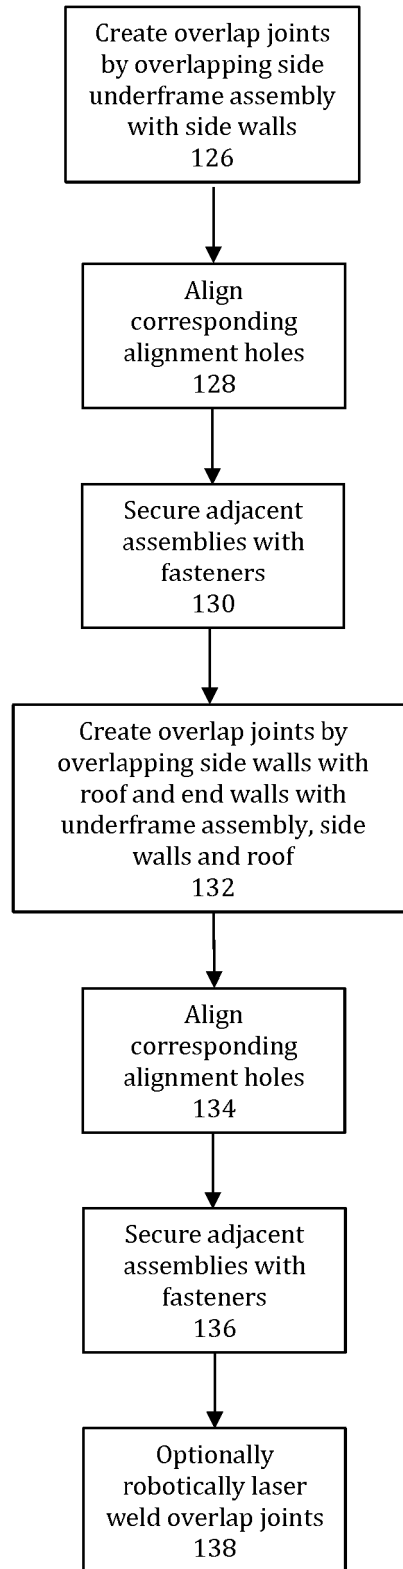 Create overlap joints
by overlapping side
underframe assembly
with side walls
126
Align
corresponding
alignment holes
128
Secure adjacent
assemblies with
fasteners
130
Create overlap joints by
overlapping side walls with
roof and end walls with
underframe assembly, side
walls and roof
132
Align
corresponding
alignment holes
134
Secure adjacent
assemblies with
fasteners
136
Optionally
robotically laser
weld overlap joints
138